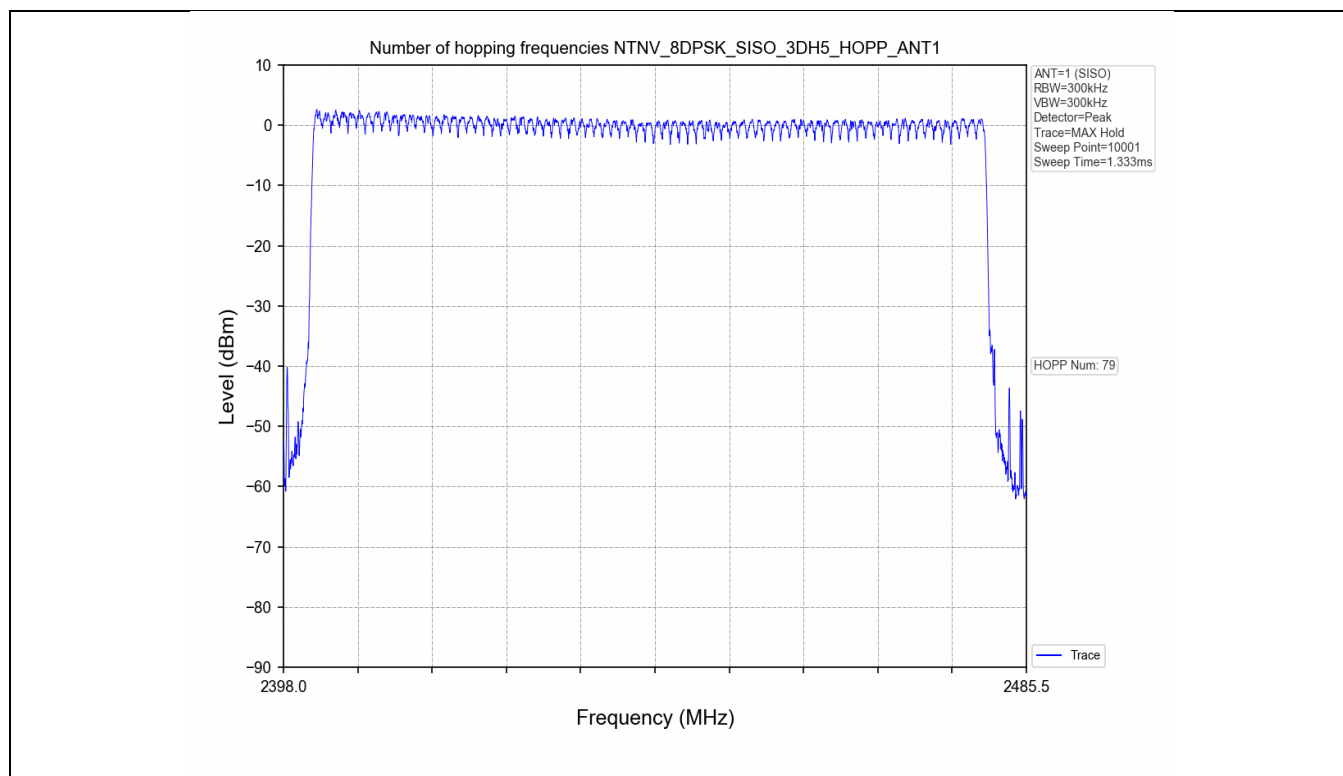 Number of hopping frequencies NTNV_8DPSK_SISO_3DH5_HOPP_ANT1
10
0
−10
−20
−30
−40
−50
−60
−70
−80
−90
Level (dBm)
2398.0
2485.5
Frequency (MHz)
ANT=1 (SISO)
RBW=300kHz
VBW=300kHz
Detector=Peak
Trace=MAX Hold
Sweep Point=10001
Sweep Time=1.333ms
HOPP Num: 79
Trace